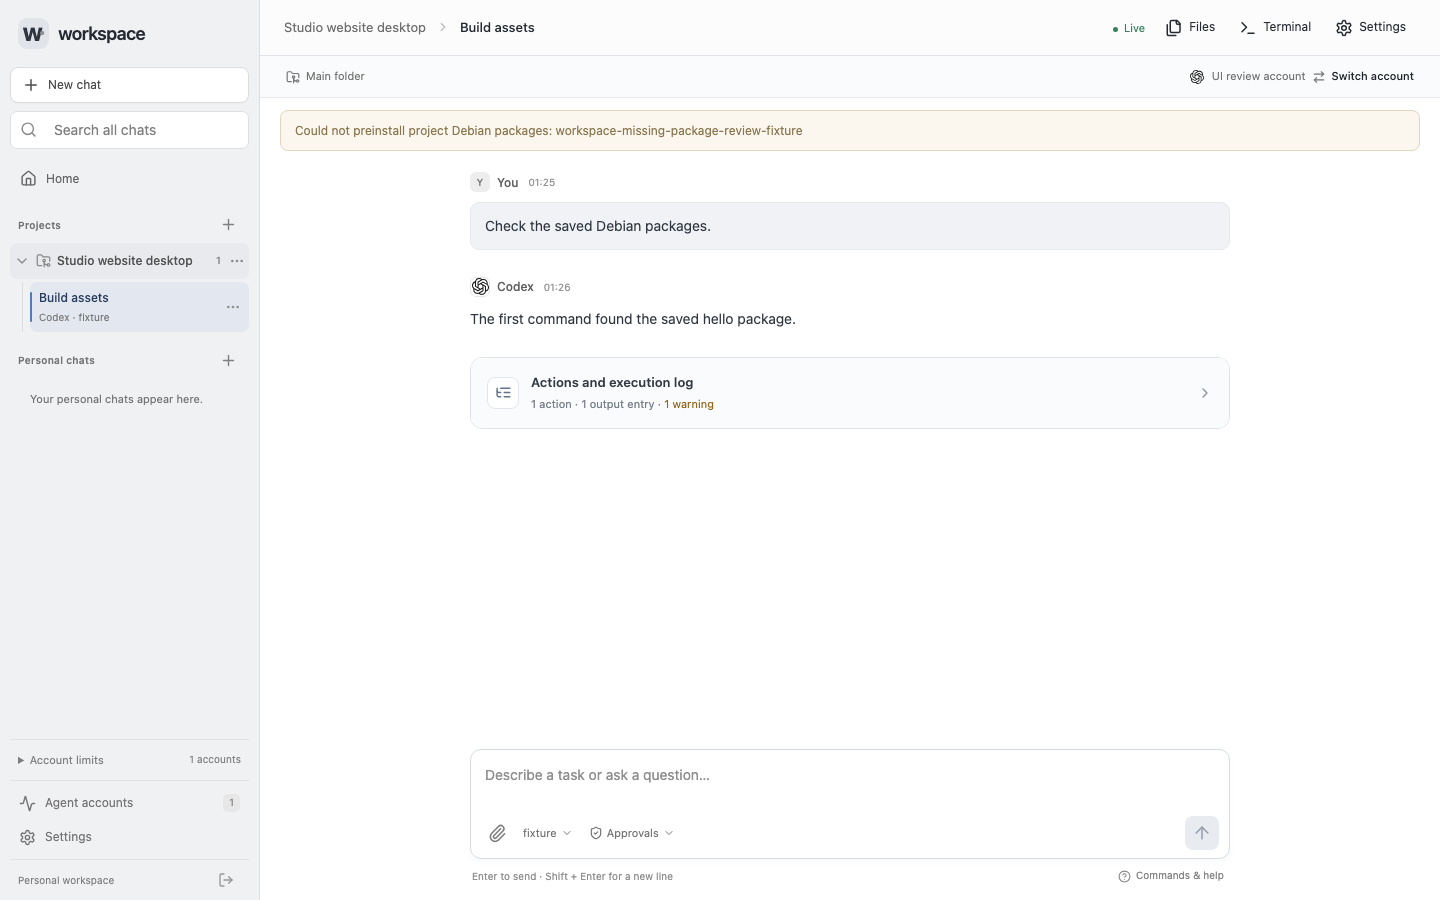 W workspace
New chat
Search all chats
Home
Projects
Studio website desktop 1
Build assets
Codex · fixture
Personal chats
Your personal chats appear here.
Account limits 1 accounts
Agent accounts 1
Settings
Personal workspace
Studio website desktop > Build assets
Live Files Terminal Settings
Main folder
UI review account Switch account
Could not preinstall project Debian packages: workspace-missing-package-review-fixture
Y You 01:25
Check the saved Debian packages.
Codex 01:26
The first command found the saved hello package.
Actions and execution log
1 action · 1 output entry · 1 warning
Describe a task or ask a question...
fixture Approvals
Enter to send · Shift + Enter for a new line
Commands & help